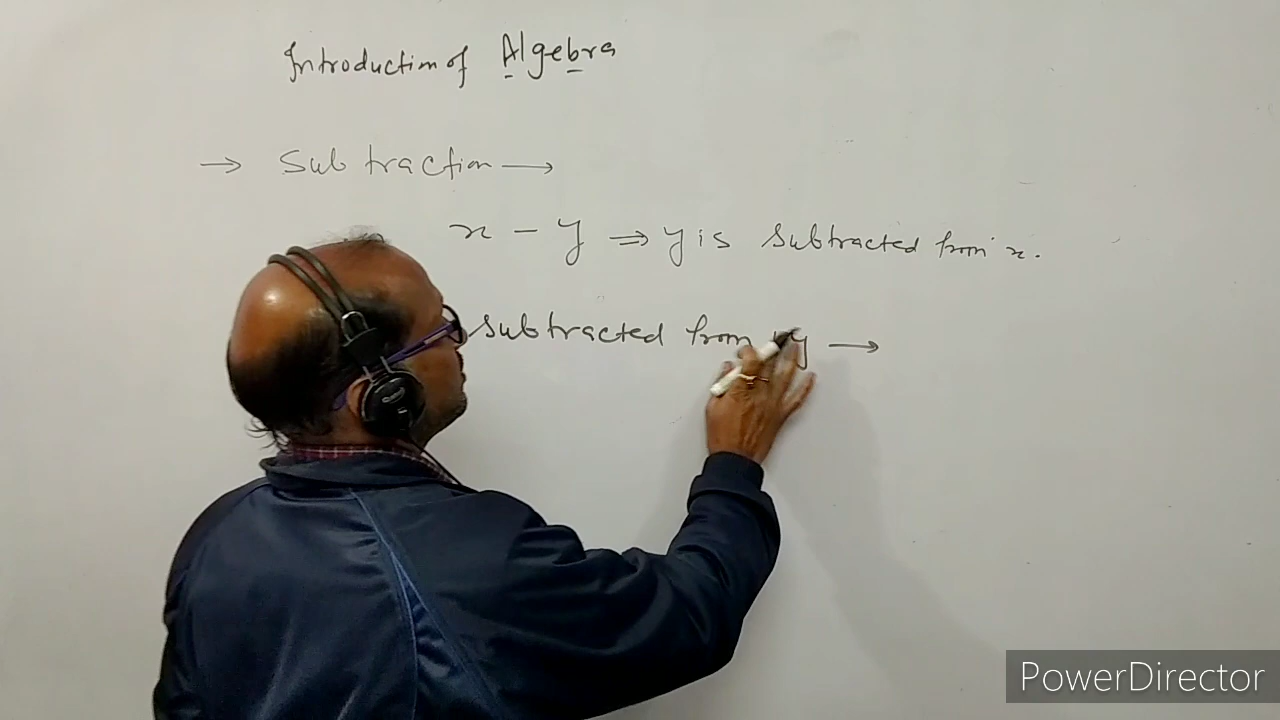 Introduction of Algebra
→ Subtraction →
x - y ⇒ y is subtracted from x.
subtracted from y →
PowerDirector